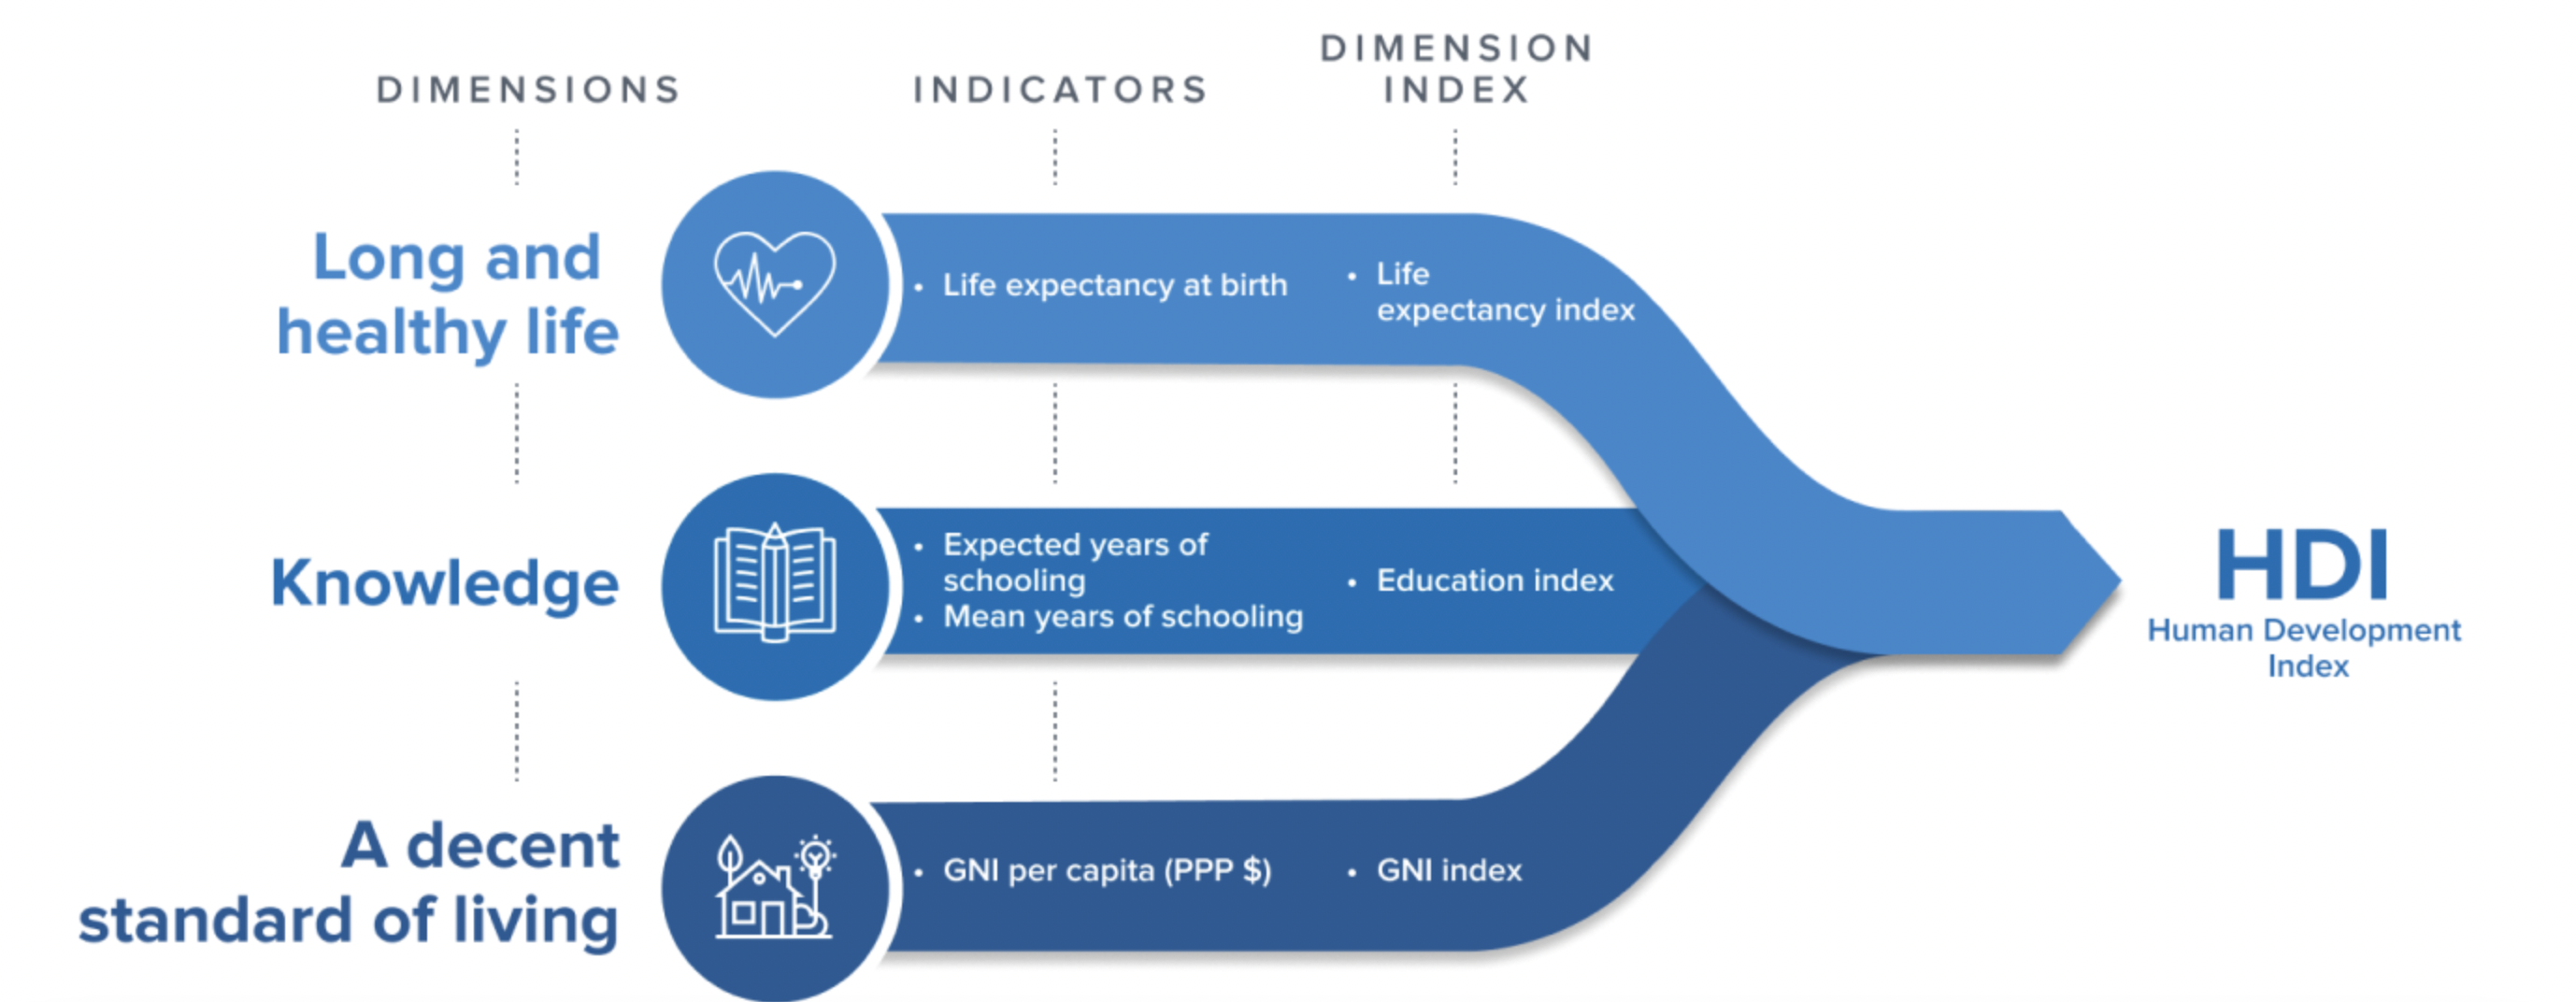 DIMENSIONS
INDICATORS
DIMENSION
INDEX
Long and
healthy life
• Life expectancy at birth
• Life
expectancy index
Knowledge
• Expected years of
schooling
• Mean years of schooling
• Education index
A decent
standard of living
• GNI per capita (PPP $)
• GNI index
HDI
Human Development
Index